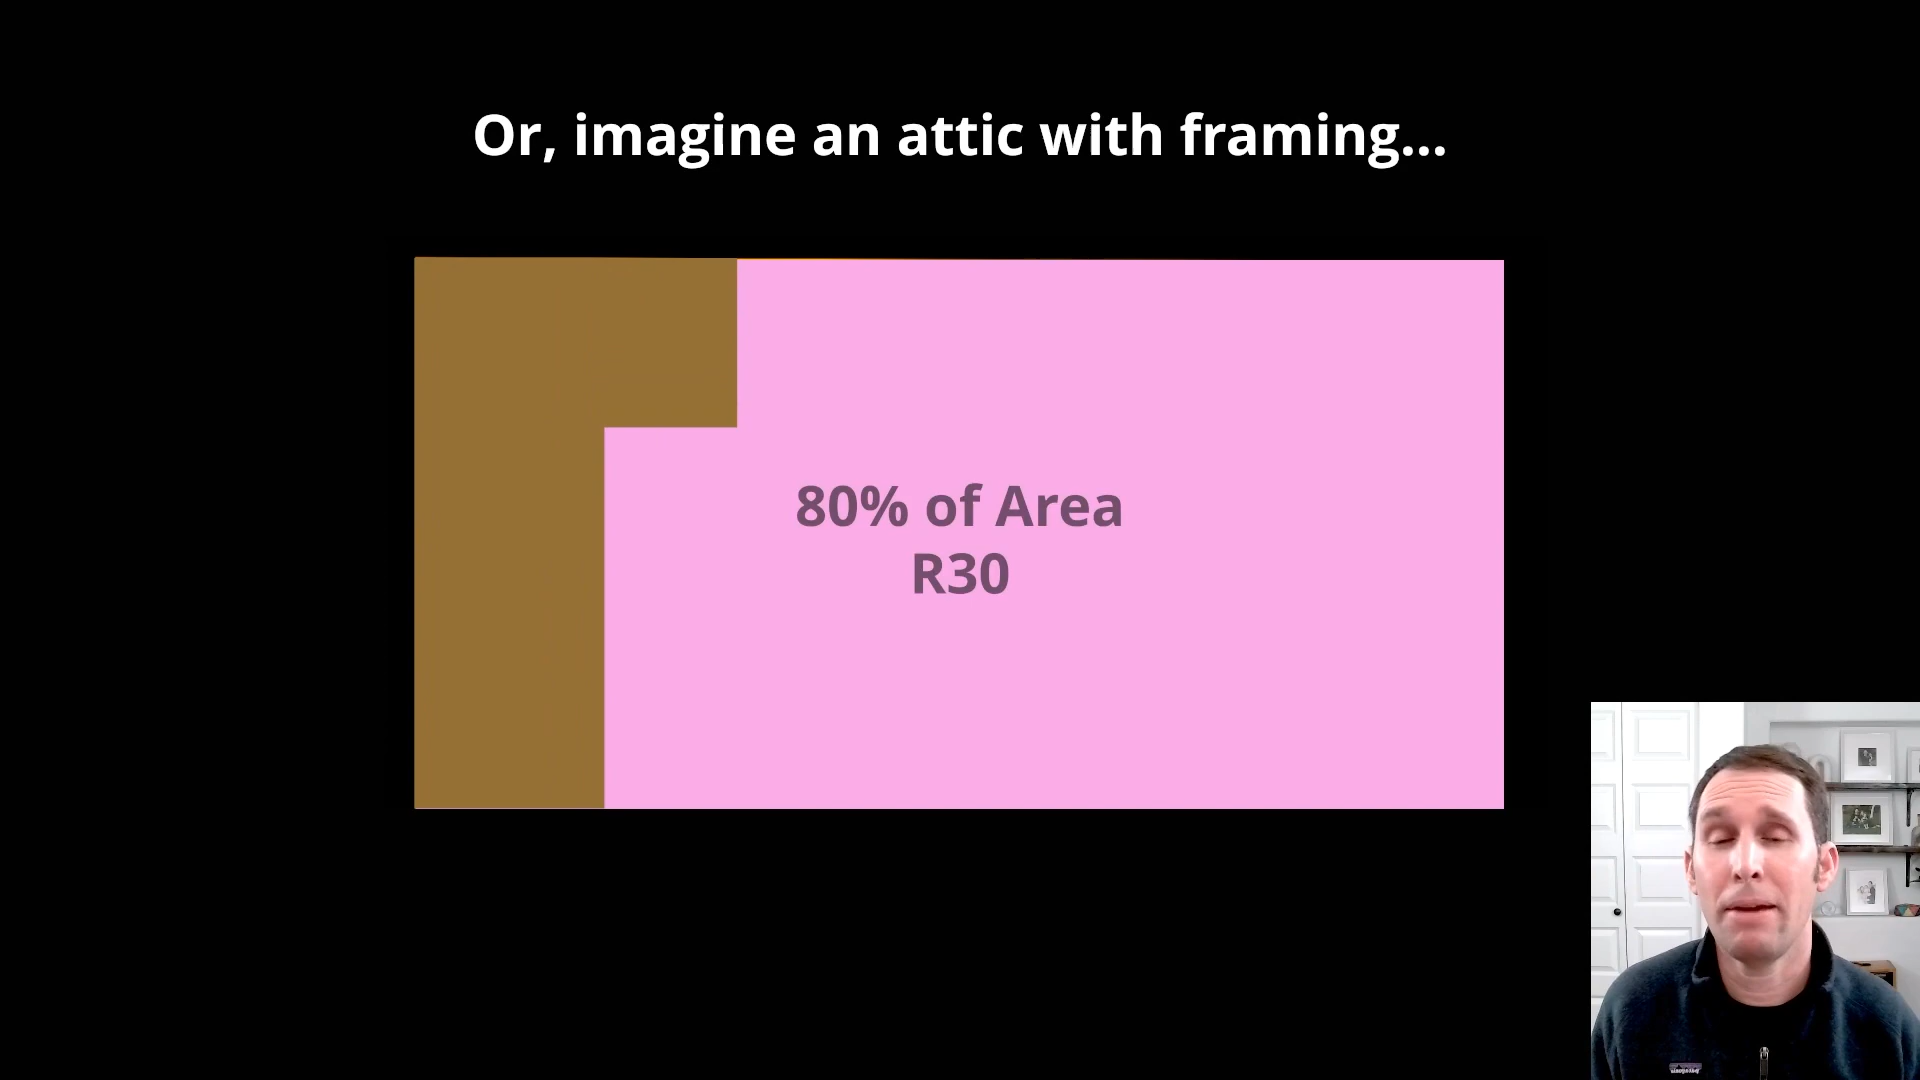 Or, imagine an attic with framing...
80% of Area
R30